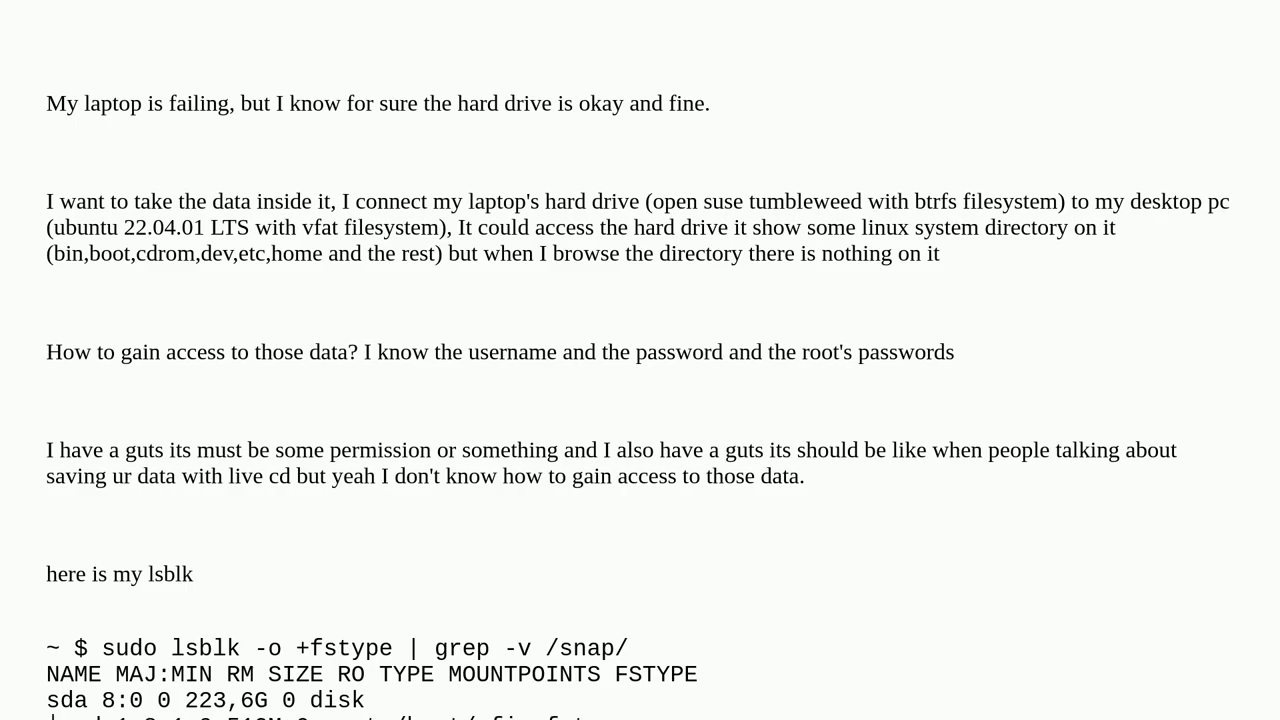 My laptop is failing, but I know for sure the hard drive is okay and fine.
I want to take the data inside it, I connect my laptop's hard drive (open suse tumbleweed with btrfs filesystem) to my desktop pc
(ubuntu 22.04.01 LTS with vfat filesystem), It could access the hard drive it show some linux system directory on it
(bin,boot,cdrom,dev,etc,home and the rest) but when I browse the directory there is nothing on it
How to gain access to those data? I know the username and the password and the root's passwords
I have a guts its must be some permission or something and I also have a guts its should be like when people talking about
saving ur data with live cd but yeah I don't know how to gain access to those data.
here is my lsblk
~ $ sudo lsblk -o +fstype | grep -v /snap/
NAME MAJ:MIN RM SIZE RO TYPE MOUNTPOINTS FSTYPE
sda 8:0 0 223,6G 0 disk